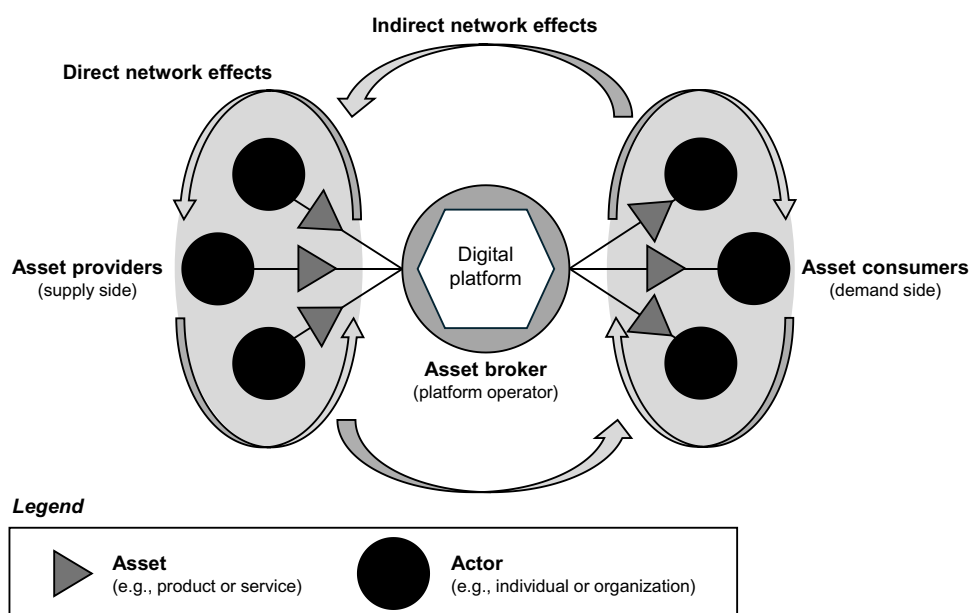 Indirect network effects
Direct network effects
Digital
platform
Asset providers
(supply side)
Asset consumers
(demand side)
Asset broker
(platform operator)
Legend
Asset
(e.g., product or service)
Actor
(e.g., individual or organization)